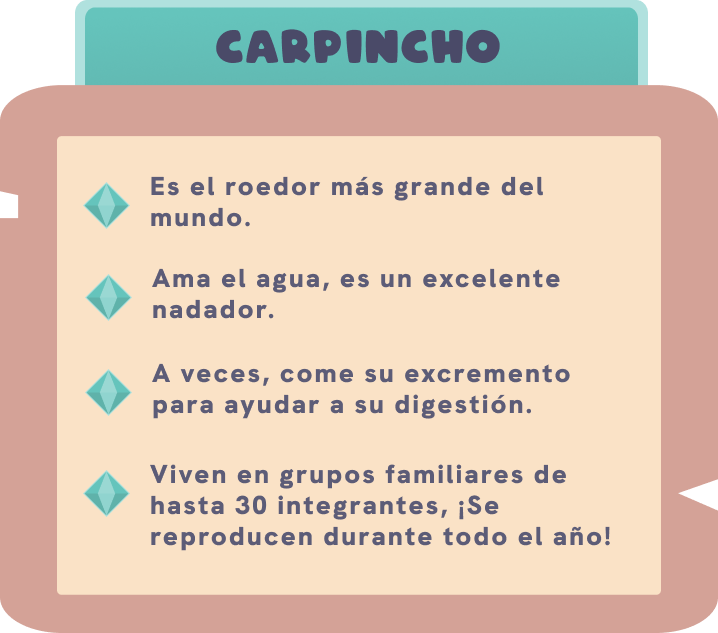 CARPINCHO
Es el roedor más grande del
mundo.
Ama el agua, es un excelente
nadador.
A veces, come su excremento
para ayudar a su digestión.
Viven en grupos familiares de
hasta 30 integrantes, ¡Se
reproducen durante todo el año!